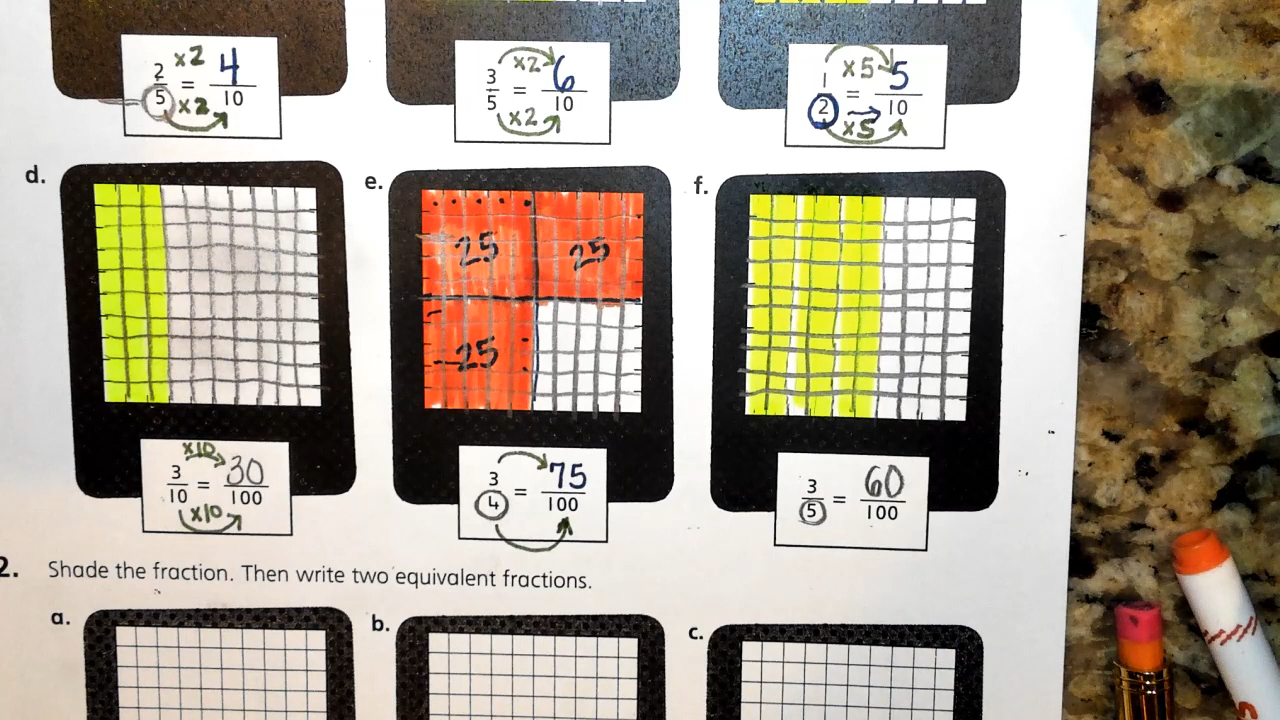 ×2 ×2 ×5
2/5 = 4/10 3/5 = 6/10 1/2 = 5/10
×2 ×2 ×5
d. e. f.
25 25
25
×10
3/10 = 30/100 3/4 = 75/100 3/5 = 60/100
×10
2. Shade the fraction. Then write two equivalent fractions.
a. b. c.